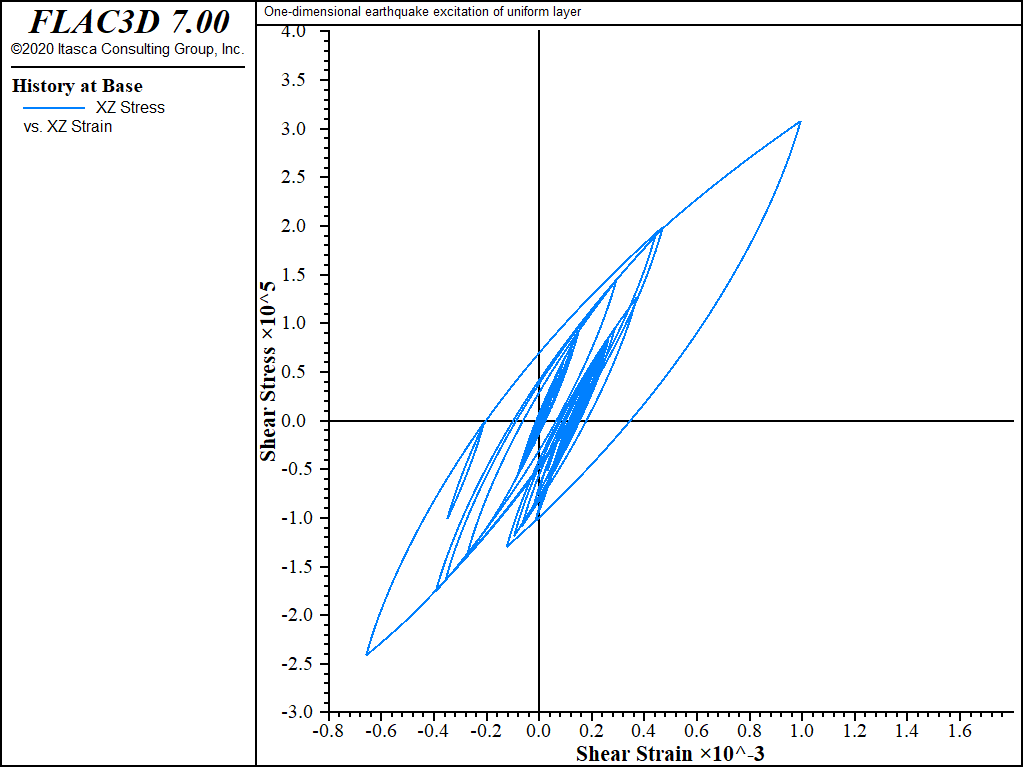 FLAC3D 7.00
©2020 Itasca Consulting Group, Inc.
History at Base
XZ Stress
vs. XZ Strain
One-dimensional earthquake excitation of uniform layer
4.0
3.5
3.0
2.5
2.0
1.5
1.0
0.5
0.0
-0.5
-1.0
-1.5
-2.0
-2.5
-3.0
Shear Stress ×10^5
-0.8 -0.6 -0.4 -0.2 0.0 0.2 0.4 0.6 0.8 1.0 1.2 1.4 1.6
Shear Strain ×10^-3